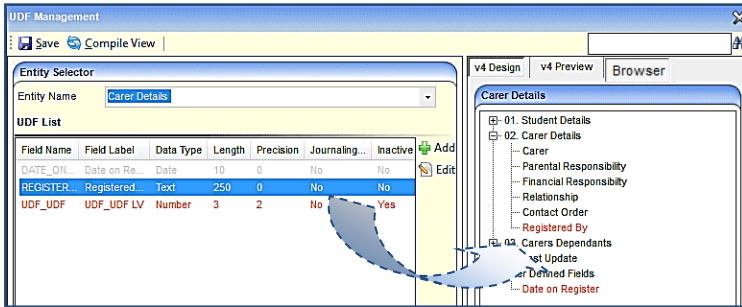 UDF Management
Save Compile View
Entity Selector
Entity Name Carer Details
UDF List
Field Name Field Label Data Type Length Precision Journaling... Inactive
DATE_ON... Date on Re... Date 10 0 No No
REGISTER... Registered... Text 250 0 No No
UDF_UDF UDF_UDF LV Number 3 2 No Yes
Add
Edit
v4 Design v4 Preview Browser
Carer Details
01. Student Details
02. Carer Details
Carer
Parental Responsibility
Financial Responsibity
Relationship
Contact Order
Registered By
Carers Dependant
Update
Defined Fields
Date on Register